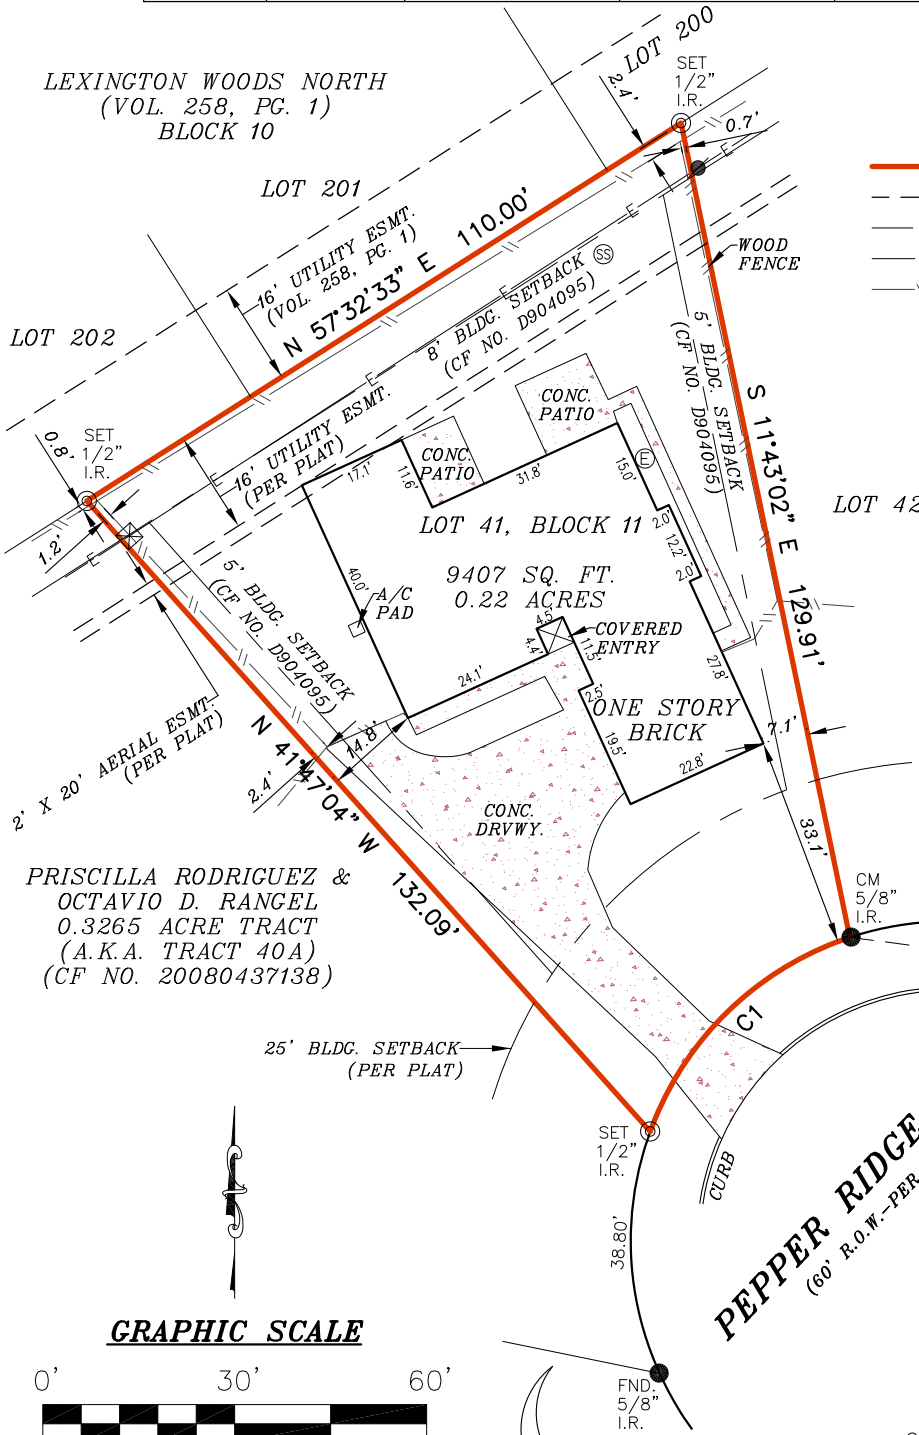 LOT 200
LEXINGTON WOODS NORTH
(VOL. 258, PG. 1)
BLOCK 10
SET
1/2"
I.R.
2.4'
0.7'
LOT 201
N 57°32'33" E 110.00'
16' UTILITY ESMT.
(VOL. 258, PG. 1)
WOOD
FENCE
E
E
E
E
E
E
SS
8' BLDG. SETBACK
(CF NO. D904095)
LOT 202
5' BLDG. SETBACK
(CF NO. D904095)
S 11°43'02" E 129.91'
CONC.
PATIO
CONC.
PATIO
16' UTILITY ESMT.
(PER PLAT)
0.8'
SET
1/2"
I.R.
1.2'
17.1'
11.6'
31.8'
15.0'
E
2.0'
12.2'
2.0'
LOT 41, BLOCK 11
9407 SQ. FT.
0.22 ACRES
LOT 42
40.0'
A/C
PAD
4.5'
4.4'
COVERED
ENTRY
11.5'
27.8'
5' BLDG. SETBACK
(CF NO. D904095)
24.1'
2.5'
ONE STORY
BRICK
19.5'
22.8'
7.1'
2' X 20' AERIAL ESMT.
(PER PLAT)
14.8'
2.4'
N 41°47'04" W 132.09'
CONC.
DRVWY.
33.1'
PRISCILLA RODRIGUEZ &
OCTAVIO D. RANGEL
0.3265 ACRE TRACT
(A.K.A. TRACT 40A)
(CF NO. 20080437138)
CM
5/8"
I.R.
C1
25' BLDG. SETBACK
(PER PLAT)
SET
1/2"
I.R.
CURB
38.80'
PEPPER RIDGE
(60' R.O.W.-PER
GRAPHIC SCALE
0' 30' 60'
FND.
5/8"
I.R.